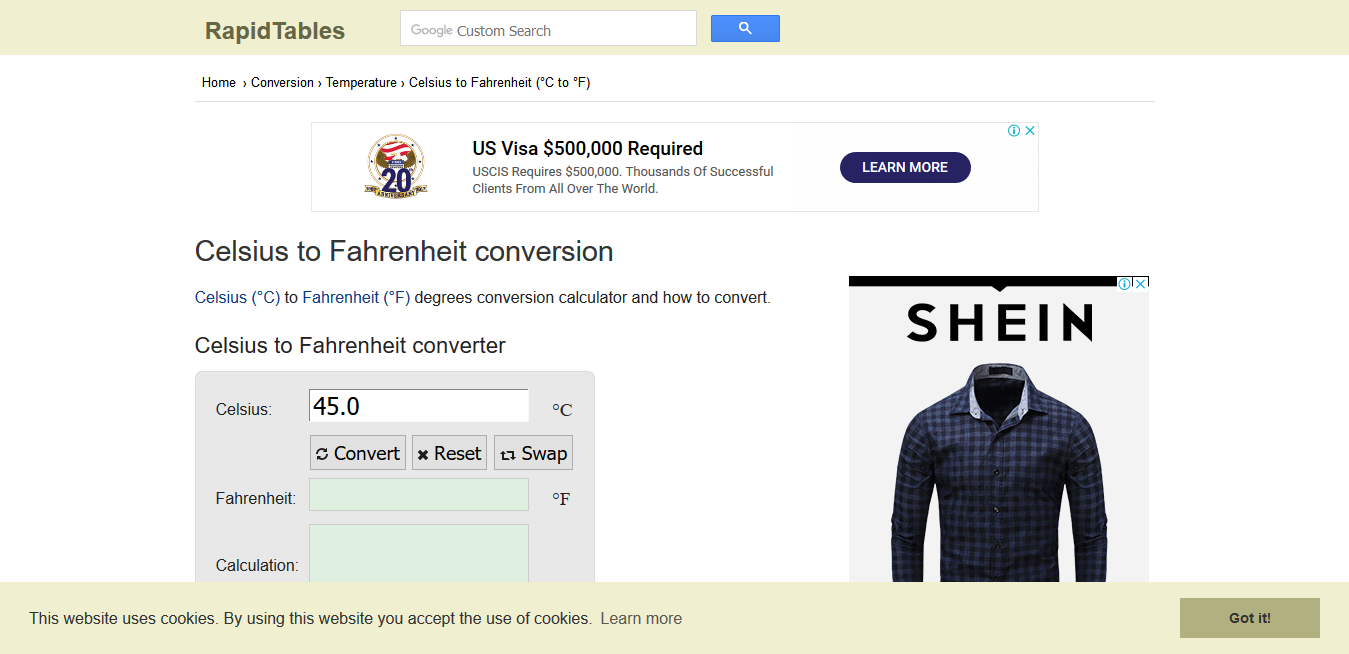 RapidTables
Google Custom Search
Home › Conversion › Temperature › Celsius to Fahrenheit (°C to °F)
US Visa $500,000 Required
USCIS Requires $500,000. Thousands Of Successful
Clients From All Over The World.
LEARN MORE
20
ANNIVERSARY
Celsius to Fahrenheit conversion
Celsius (°C) to Fahrenheit (°F) degrees conversion calculator and how to convert.
SHEIN
Celsius to Fahrenheit converter
Celsius: 45.0 °C
Convert Reset Swap
Fahrenheit: °F
Calculation:
This website uses cookies. By using this website you accept the use of cookies. Learn more
Got it!